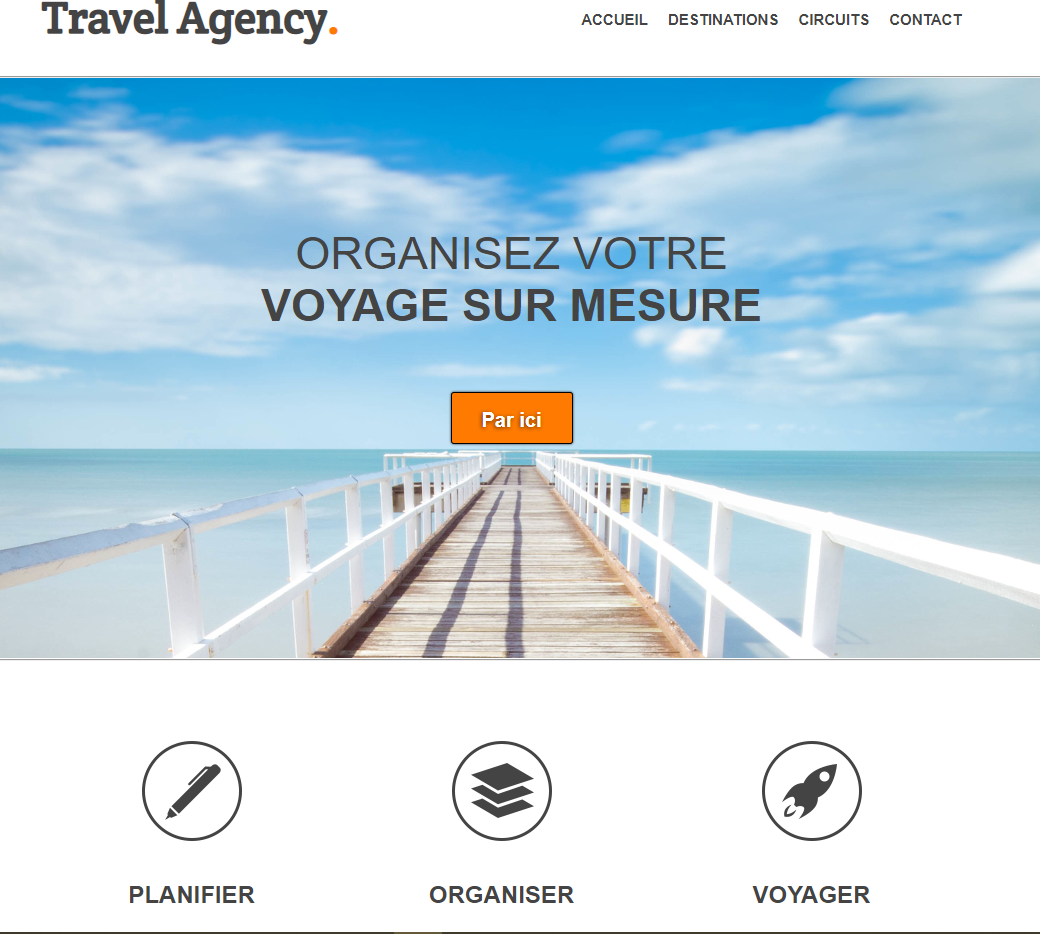 Travel Agency.
ACCUEIL DESTINATIONS CIRCUITS CONTACT
ORGANISEZ VOTRE
VOYAGE SUR MESURE
Par ici
PLANIFIER ORGANISER VOYAGER